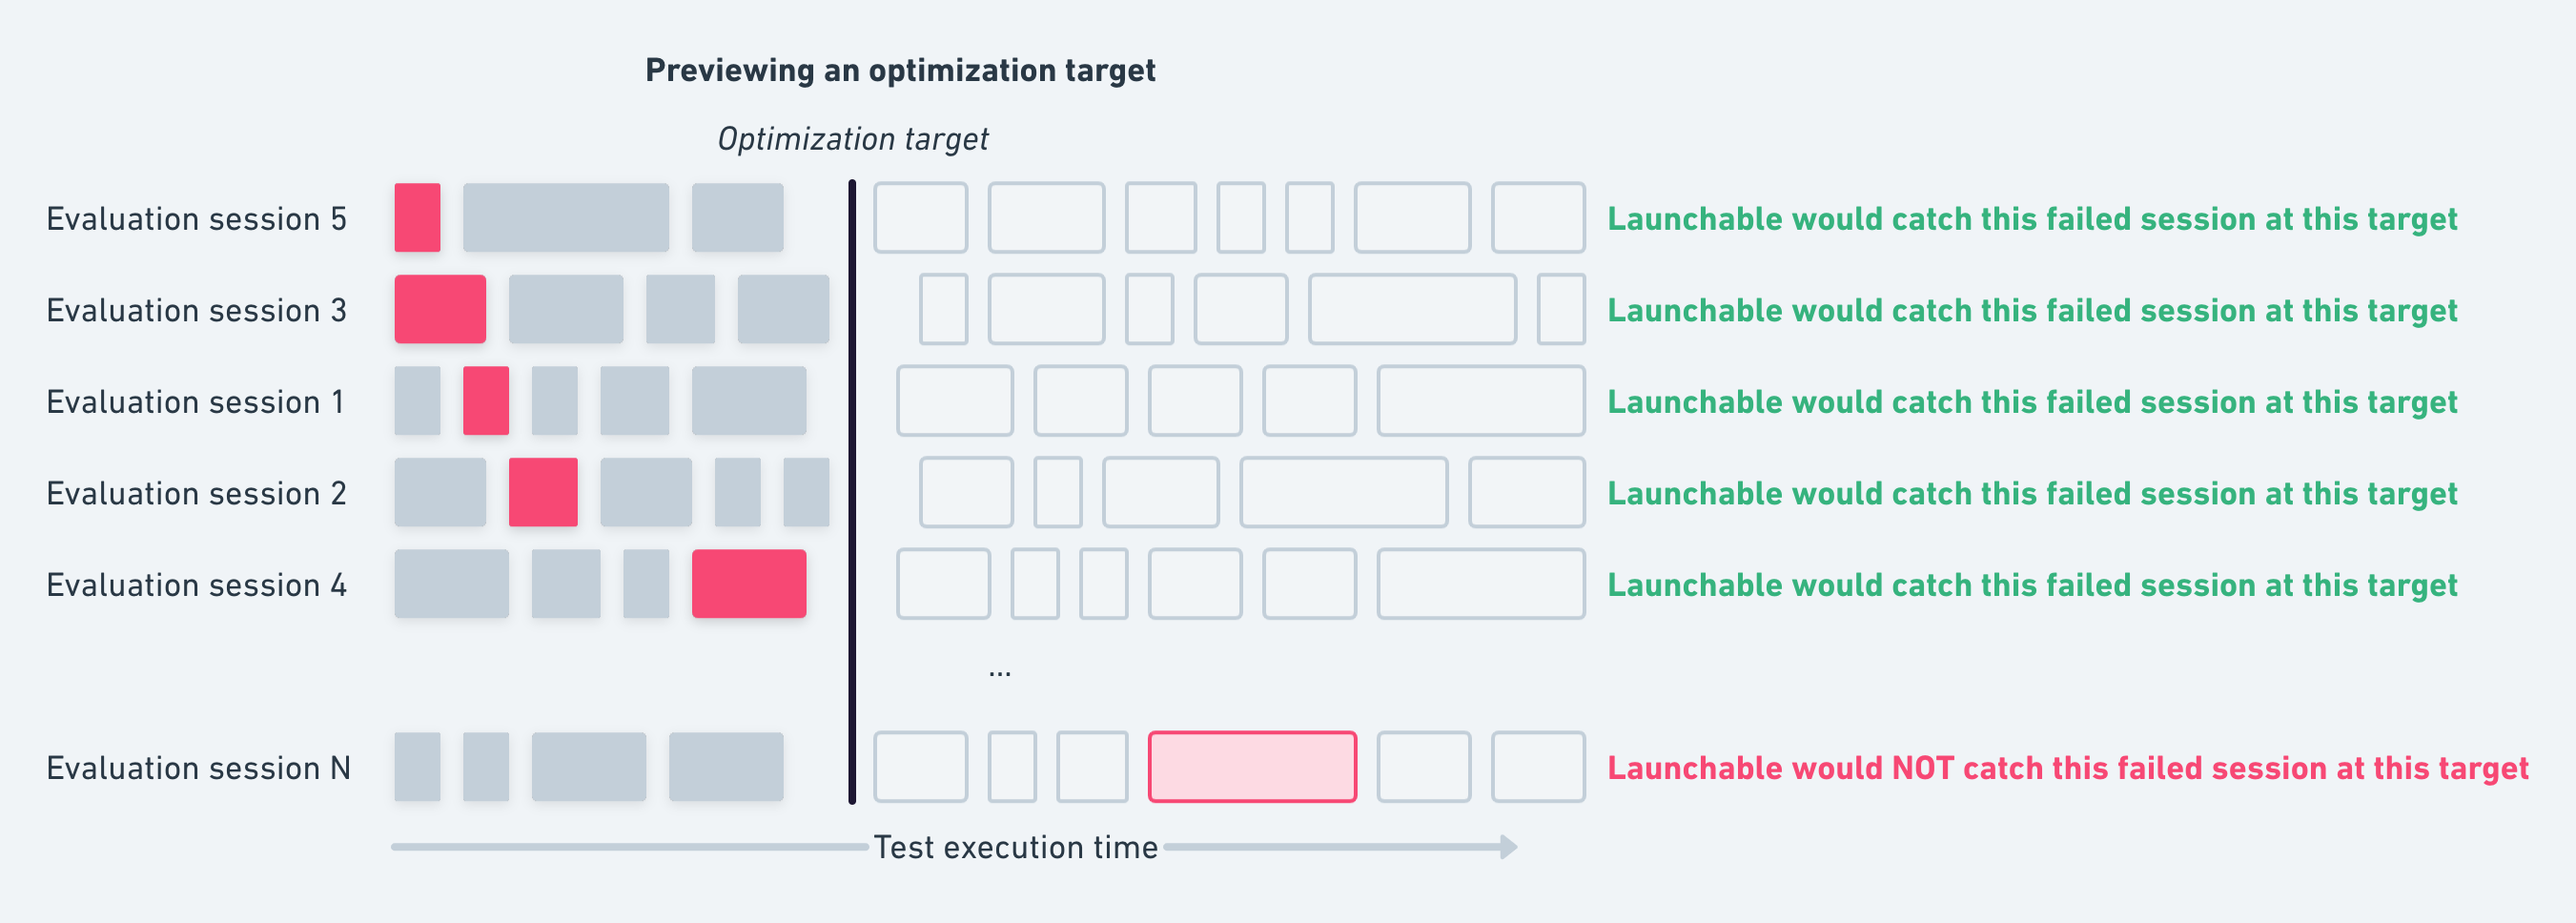 Previewing an optimization target
Optimization target
Evaluation session 5
Launchable would catch this failed session at this target
Evaluation session 3
Launchable would catch this failed session at this target
Evaluation session 1
Launchable would catch this failed session at this target
Evaluation session 2
Launchable would catch this failed session at this target
Evaluation session 4
Launchable would catch this failed session at this target
...
Evaluation session N
Launchable would NOT catch this failed session at this target
Test execution time